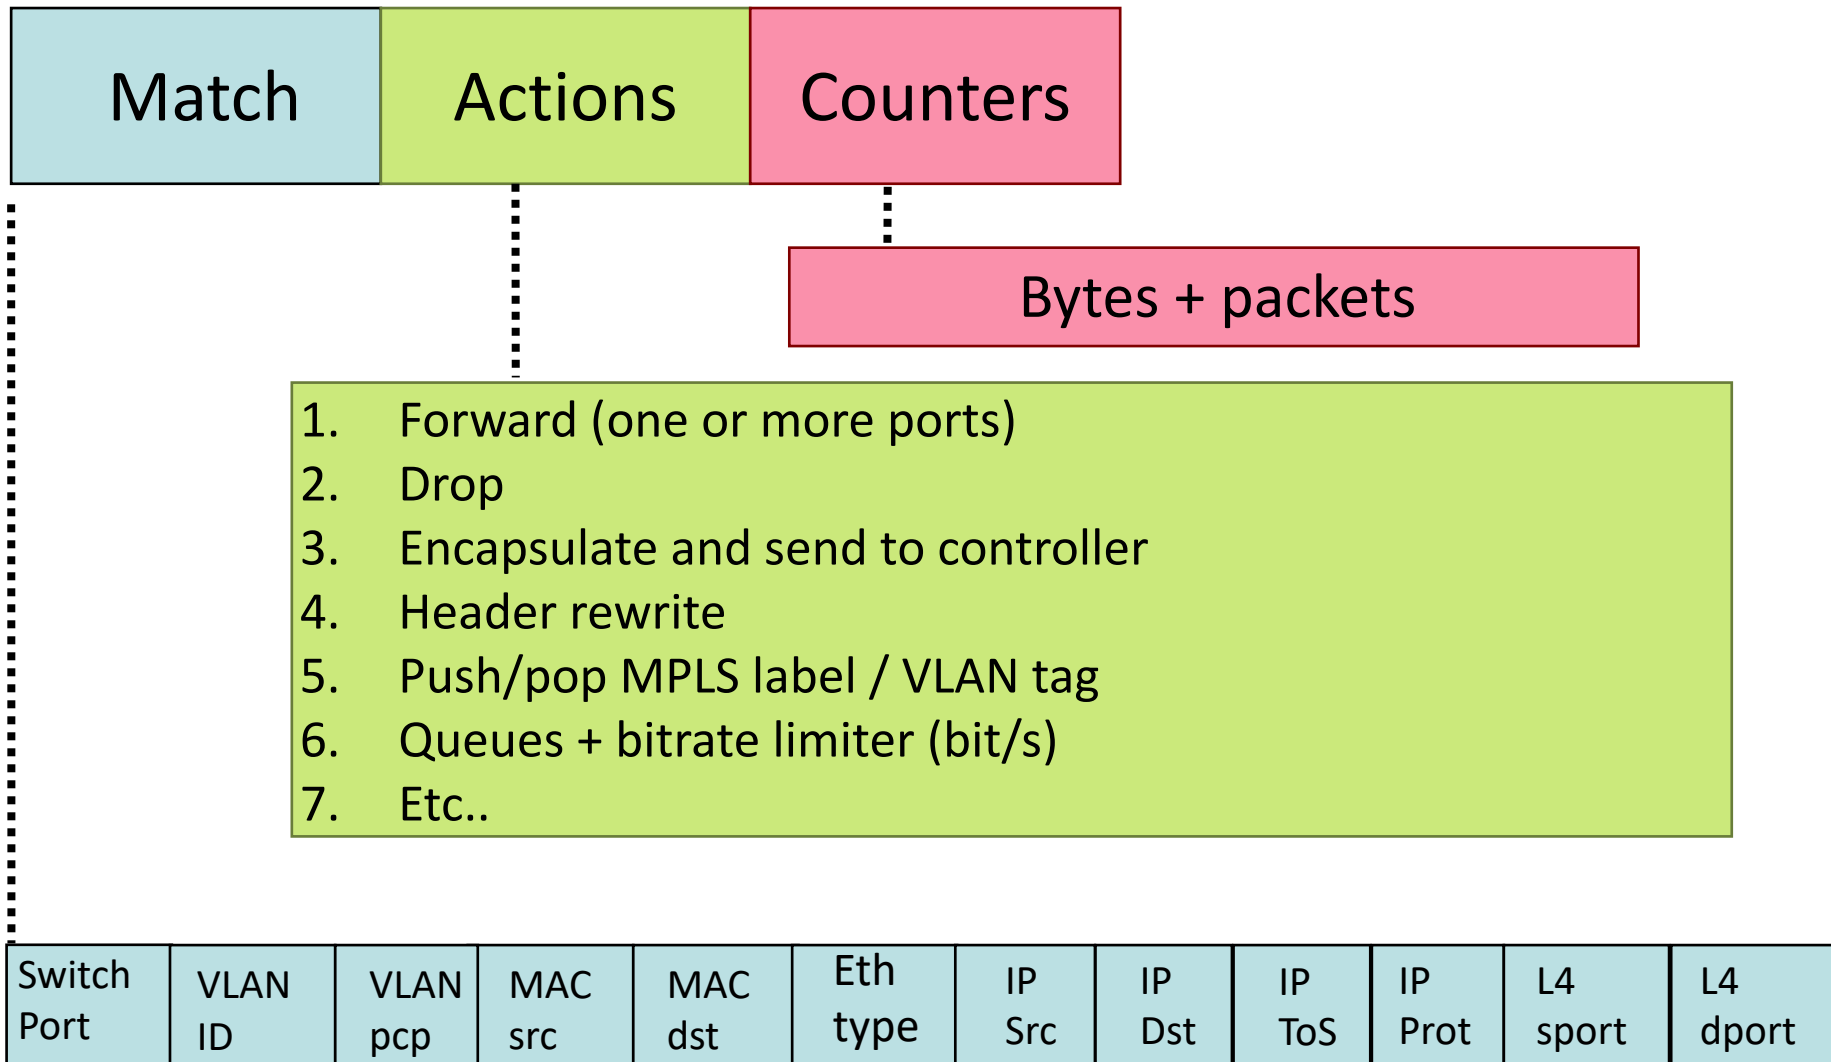 Match
Actions
Counters
Bytes + packets
1. Forward (one or more ports)
2. Drop
3. Encapsulate and send to controller
4. Header rewrite
5. Push/pop MPLS label / VLAN tag
6. Queues + bitrate limiter (bit/s)
7. Etc..
Switch
Port
VLAN
ID
VLAN
pcp
MAC
src
MAC
dst
Eth
type
IP
Src
IP
Dst
IP
ToS
IP
Prot
L4
sport
L4
dport